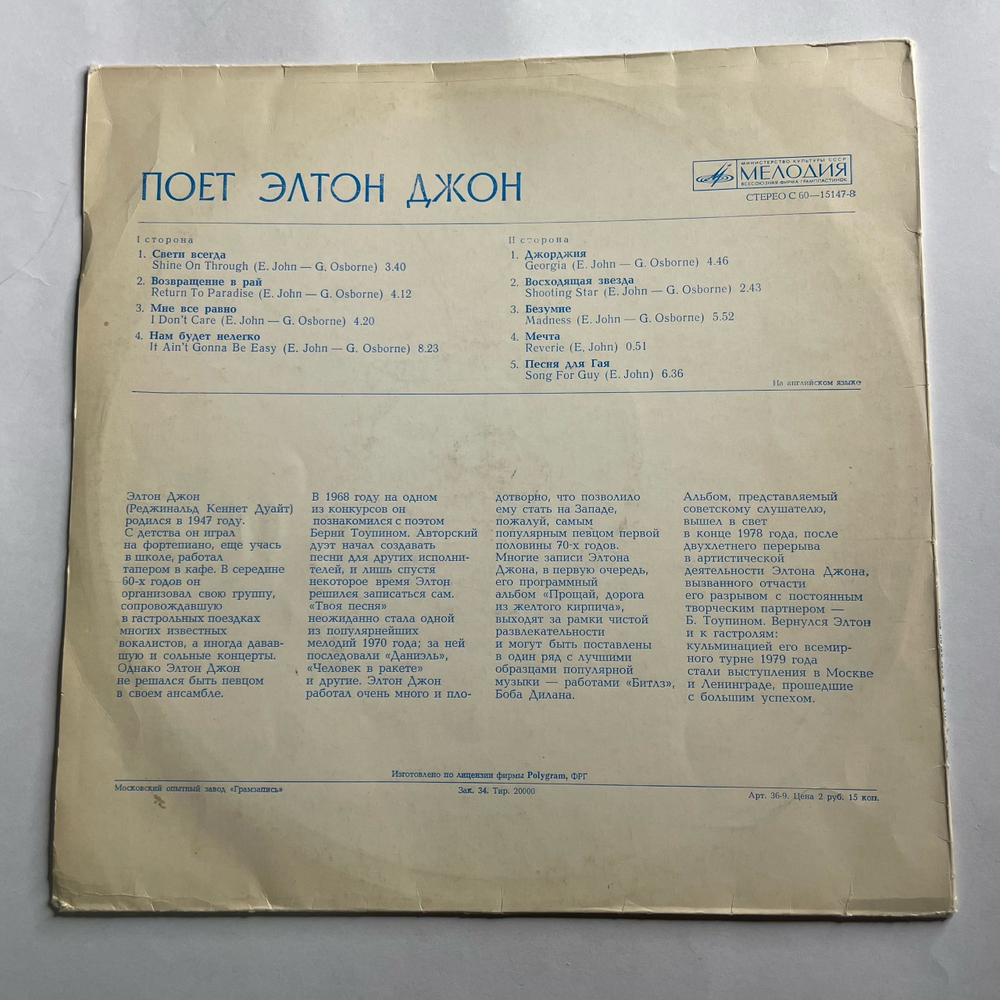 ПОЕТ ЭЛТОН ДЖОН
МИНИСТЕРСТВО КУЛЬТУРЫ СССР
МЕЛОДИЯ
ВСЕСОЮЗНАЯ ФИРМА ГРАМПЛАСТИНОК
СТЕРЕО С 60—15147-8
I сторона
1. Свети всегда
Shine On Through (E. John — G. Osborne) 3.40
2. Возвращение в рай
Return To Paradise (E. John — G. Osborne) 4.12
3. Мне все равно
I Don't Care (E. John — G. Osborne) 4.20
4. Нам будет нелегко
It Ain't Gonna Be Easy (E. John — G. Osborne) 8.23
II сторона
1. Джорджия
Georgia (E. John — G. Osborne) 4.46
2. Восходящая звезда
Shooting Star (E. John — G. Osborne) 2.43
3. Безумие
Madness (E. John — G. Osborne) 5.52
4. Мечта
Reverie (E. John) 0.51
5. Песня для Гая
Song For Guy (E. John) 6.36
На английском языке
Элтон Джон
(Реджинальд Кеннет Дуайт)
родился в 1947 году.
С детства он играл
на фортепиано, еще учась
в школе, работал
тапером в кафе. В середине
60-х годов он
организовал свою группу,
сопровождавшую
в гастрольных поездках
многих известных
вокалистов, а иногда давав-
шую и сольные концерты.
Однако Элтон Джон
не решался быть певцом
в своем ансамбле.
В 1968 году на одном
из конкурсов он
познакомился с поэтом
Берни Тоупином. Авторский
дуэт начал создавать
песни для других исполни-
телей, и лишь спустя
некоторое время Элтон
решился записаться сам.
«Твоя песня»
неожиданно стала одной
из популярнейших
мелодий 1970 года; за ней
последовали «Даниэль»,
«Человек в ракете»
и другие. Элтон Джон
работал очень много и пло-
дотворно, что позволило
ему стать на Западе,
пожалуй, самым
популярным певцом первой
половины 70-х годов.
Многие записи Элтона
Джона, в первую очередь,
его программный
альбом «Прощай, дорога
из желтого кирпича»,
выходят за рамки чистой
развлекательности
и могут быть поставлены
в один ряд с лучшими
образцами популярной
музыки — работами «Битлз»,
Боба Дилана.
Альбом, представляемый
советскому слушателю,
вышел в свет
в конце 1978 года, после
двухлетнего перерыва
в артистической
деятельности Элтона Джона,
вызванного отчасти
его разрывом с постоянным
творческим партнером —
Б. Тоупином. Вернулся Элтон
и к гастролям:
кульминацией его всемир-
ного турне 1979 года
стали выступления в Москве
и Ленинграде, прошедшие
с большим успехом.
Изготовлено по лицензии фирмы Polygram, ФРГ
Московский опытный завод «Грамзапись»
Зак. 34. Тир. 20000
Арт. 36-9. Цена 2 руб. 15 коп.